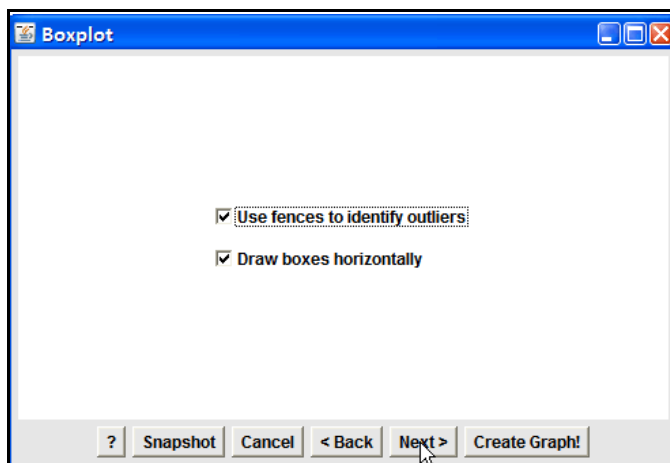 Boxplot
Use fences to identify outliers
Draw boxes horizontally
? Snapshot Cancel < Back Next > Create Graph!